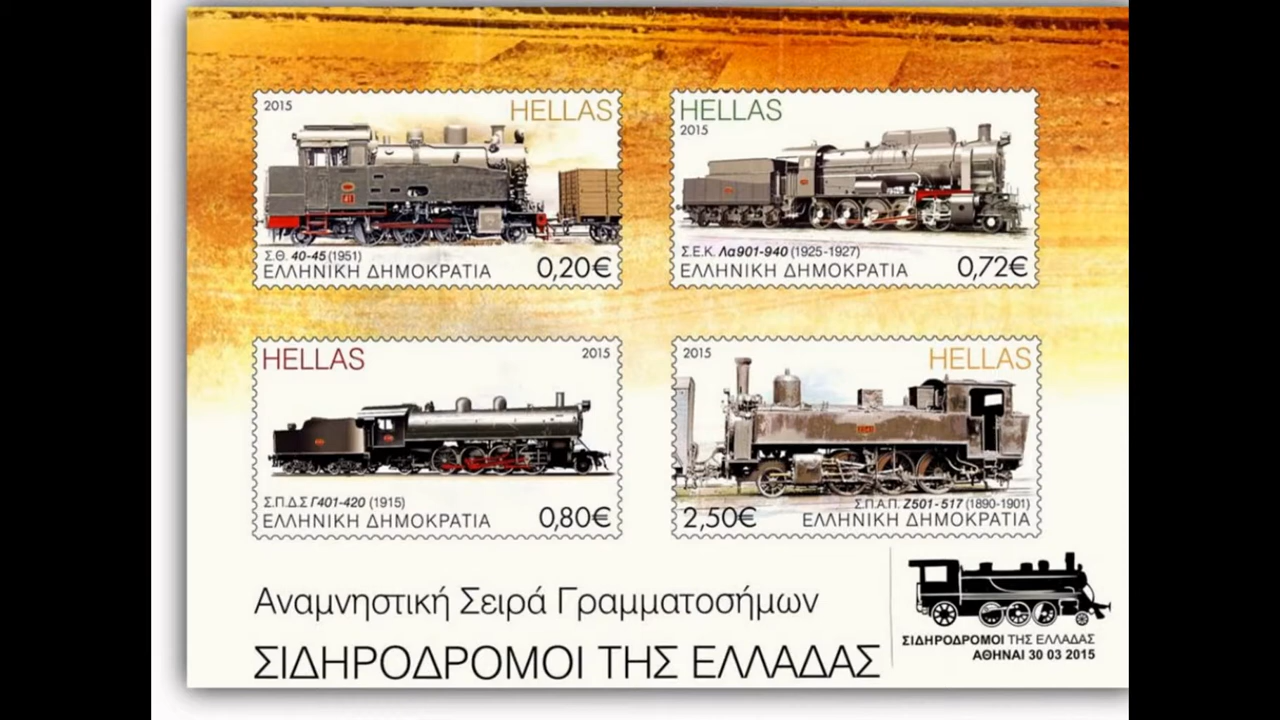 2015 HELLAS
Σ.Θ. 40-45 (1951)
ΕΛΛΗΝΙΚΗ ΔΗΜΟΚΡΑΤΙΑ 0,20€
HELLAS
2015
Σ.Ε.Κ. Λα901-940 (1925-1927)
ΕΛΛΗΝΙΚΗ ΔΗΜΟΚΡΑΤΙΑ 0,72€
HELLAS 2015
Σ.Π.Δ.Σ Γ401-420 (1915)
ΕΛΛΗΝΙΚΗ ΔΗΜΟΚΡΑΤΙΑ 0,80€
2015 HELLAS
Σ.Π.Α.Π. Ζ501-517 (1890-1901)
2,50€ ΕΛΛΗΝΙΚΗ ΔΗΜΟΚΡΑΤΙΑ
Αναμνηστική Σειρά Γραμματοσήμων
ΣΙΔΗΡΟΔΡΟΜΟΙ ΤΗΣ ΕΛΛΑΔΑΣ
ΣΙΔΗΡΟΔΡΟΜΟΙ ΤΗΣ ΕΛΛΑΔΑΣ
ΑΘΗΝΑΙ 30 03 2015